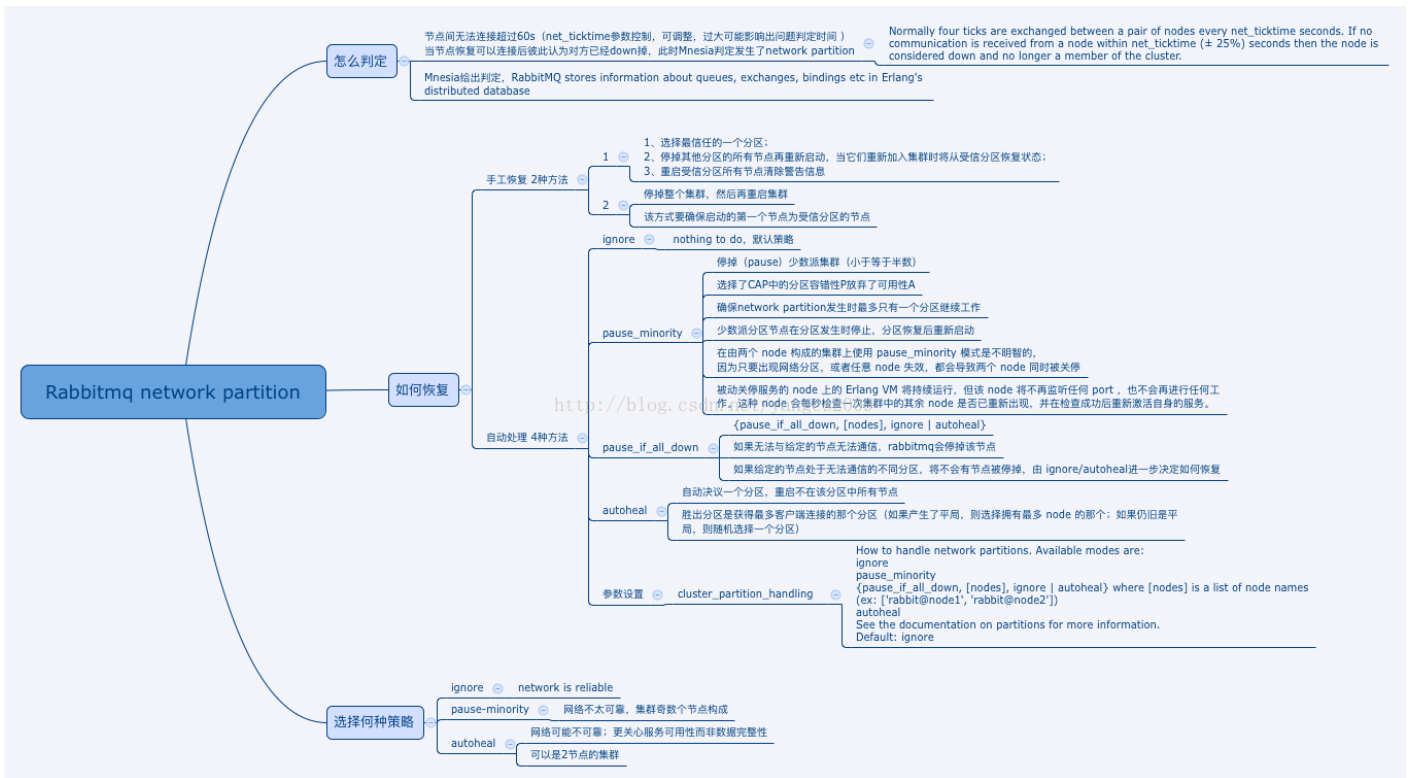 Rabbitmq network partition
怎么判定
节点间无法连接超过60s（net_ticktime参数控制，可调整，过大可能影响出问题判定时间 ）
当节点恢复可以连接后彼此认为对方已经down掉，此时Mnesia判定发生了network partition
Normally four ticks are exchanged between a pair of nodes every net_ticktime seconds. If no
communication is received from a node within net_ticktime (± 25%) seconds then the node is
considered down and no longer a member of the cluster.
Mnesia给出判定，RabbitMQ stores information about queues, exchanges, bindings etc in Erlang's
distributed database
如何恢复
手工恢复 2种方法
1
1、选择最信任的一个分区；
2、停掉其他分区的所有节点再重新启动，当它们重新加入集群时将从受信分区恢复状态；
3、重启受信分区所有节点清除警告信息
2
停掉整个集群，然后再重启集群
该方式要确保启动的第一个节点为受信分区的节点
自动处理 4种方法
ignore
nothing to do，默认策略
pause_minority
停掉（pause）少数派集群（小于等于半数）
选择了CAP中的分区容错性P放弃了可用性A
确保network partition发生时最多只有一个分区继续工作
少数派分区节点在分区发生时停止，分区恢复后重新启动
在由两个 node 构成的集群上使用 pause_minority 模式是不明智的，
因为只要出现网络分区，或者任意 node 失效，都会导致两个 node 同时被关停
被动关停服务的 node 上的 Erlang VM 将持续运行，但该 node 将不再监听任何 port ，也不会再进行任何工
作。这种 node 会每秒检查一次集群中的其余 node 是否已重新出现，并在检查成功后重新激活自身的服务。
pause_if_all_down
{pause_if_all_down, [nodes], ignore | autoheal}
如果无法与给定的节点无法通信，rabbitmq会停掉该节点
如果给定的节点处于无法通信的不同分区，将不会有节点被停掉，由 ignore/autoheal进一步决定如何恢复
autoheal
自动决议一个分区，重启不在该分区中所有节点
胜出分区是获得最多客户端连接的那个分区（如果产生了平局，则选择拥有最多 node 的那个；如果仍旧是平
局，则随机选择一个分区）
参数设置
cluster_partition_handling
How to handle network partitions. Available modes are:
ignore
pause_minority
{pause_if_all_down, [nodes], ignore | autoheal} where [nodes] is a list of node names
(ex: ['rabbit@node1', 'rabbit@node2'])
autoheal
See the documentation on partitions for more information.
Default: ignore
选择何种策略
ignore
network is reliable
pause-minority
网络不太可靠，集群奇数个节点构成
autoheal
网络可能不可靠；更关心服务可用性而非数据完整性
可以是2节点的集群